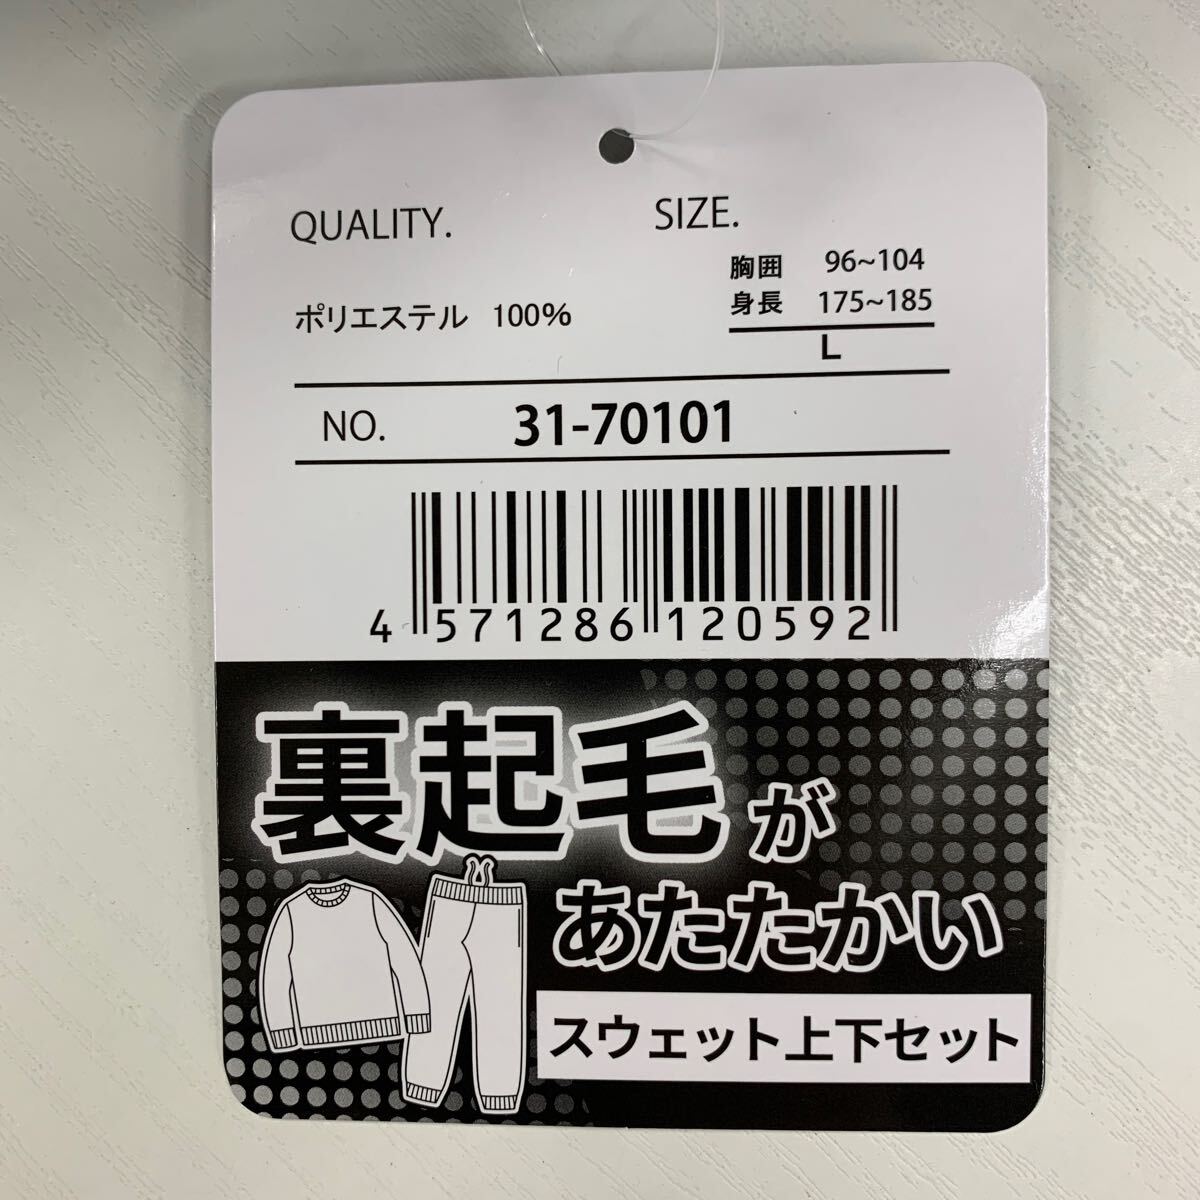 QUALITY.
SIZE.
胸囲 96~104
身長 175~185
ポリエステル 100%
L
NO. 31-70101
4 571286 120592
裏起毛が
あたたかい
スウェット上下セット